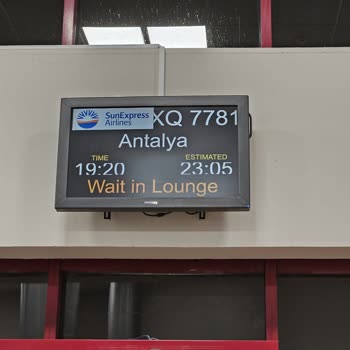 SunExpress
Airlines
XQ 7781
Antalya
TIME ESTIMATED
19:20 23:05
Wait in Lounge